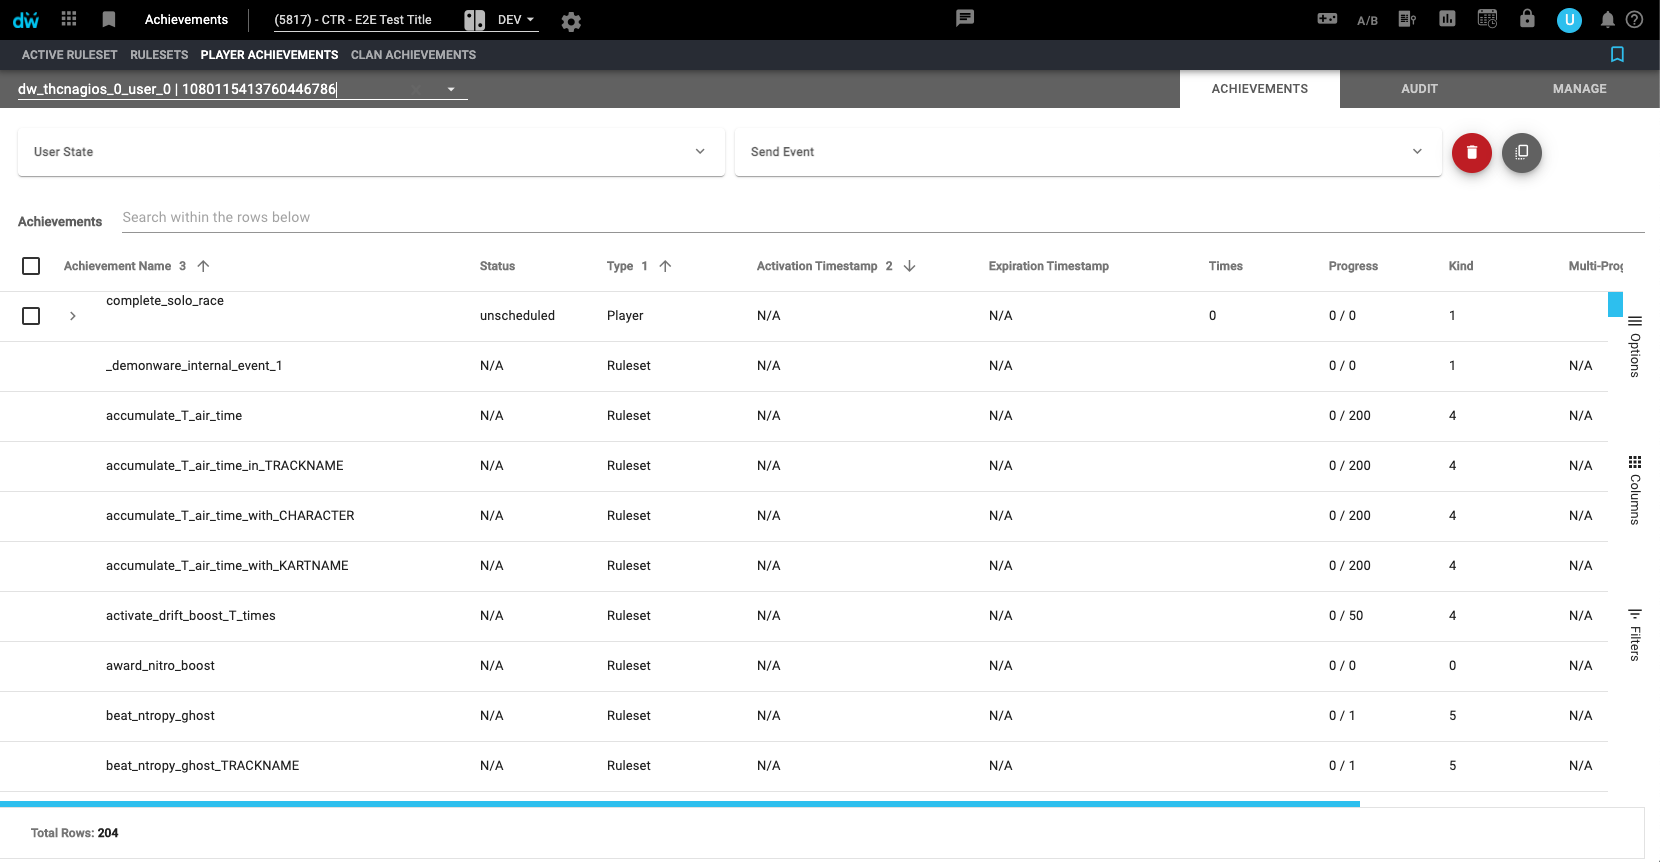 dw Achievements (5817) - CTR - E2E Test Title DEV A/B U
ACTIVE RULESET RULESETS PLAYER ACHIEVEMENTS CLAN ACHIEVEMENTS
dw_thcnagios_0_user_0 | 1080115413760446786 ACHIEVEMENTS AUDIT MANAGE
User State Send Event
Achievements Search within the rows below
Achievement Name 3 Status Type 1 Activation Timestamp 2 Expiration Timestamp Times Progress Kind Multi-Prog
complete_solo_race unscheduled Player N/A N/A 0 0 / 0 1
_demonware_internal_event_1 N/A Ruleset N/A N/A 0 / 0 1 N/A
accumulate_T_air_time N/A Ruleset N/A N/A 0 / 200 4 N/A
accumulate_T_air_time_in_TRACKNAME N/A Ruleset N/A N/A 0 / 200 4 N/A
accumulate_T_air_time_with_CHARACTER N/A Ruleset N/A N/A 0 / 200 4 N/A
accumulate_T_air_time_with_KARTNAME N/A Ruleset N/A N/A 0 / 200 4 N/A
activate_drift_boost_T_times N/A Ruleset N/A N/A 0 / 50 4 N/A
award_nitro_boost N/A Ruleset N/A N/A 0 / 0 0 N/A
beat_ntropy_ghost N/A Ruleset N/A N/A 0 / 1 5 N/A
beat_ntropy_ghost_TRACKNAME N/A Ruleset N/A N/A 0 / 1 5 N/A
Options
Columns
Filters
Total Rows: 204